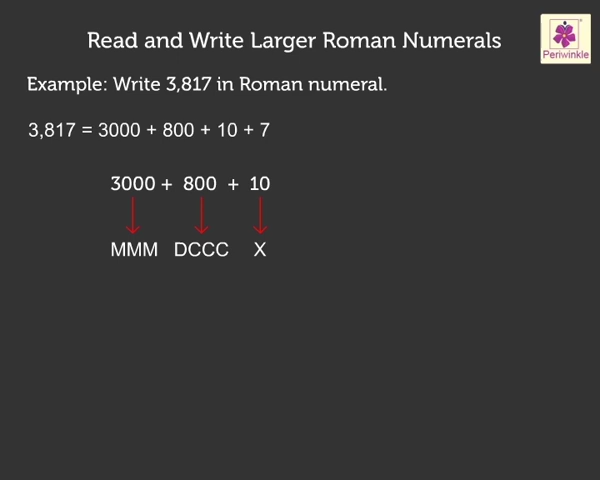 Read and Write Larger Roman Numerals
Periwinkle
Example: Write 3,817 in Roman numeral.
3,817 = 3000 + 800 + 10 + 7
3000 + 800 + 10
MMM DCCC X